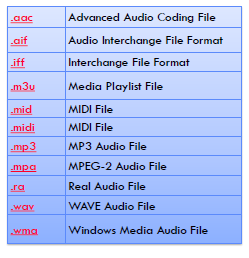 .aac Advanced Audio Coding File
.aif Audio Interchange File Format
.iff Interchange File Format
.m3u Media Playlist File
.mid MIDI File
.midi MIDI File
.mp3 MP3 Audio File
.mpa MPEG-2 Audio File
.ra Real Audio File
.wav WAVE Audio File
.wma Windows Media Audio File